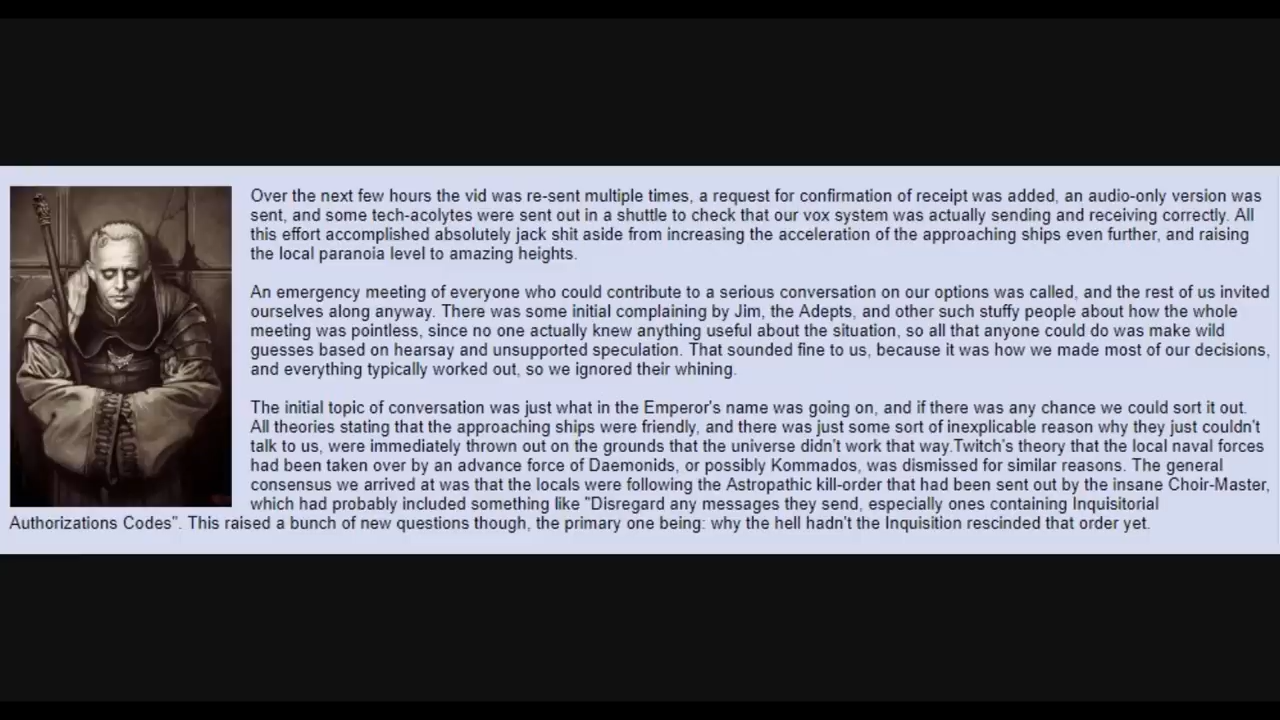 Over the next few hours the vid was re-sent multiple times, a request for confirmation of receipt was added, an audio-only version was
sent, and some tech-acolytes were sent out in a shuttle to check that our vox system was actually sending and receiving correctly. All
this effort accomplished absolutely jack shit aside from increasing the acceleration of the approaching ships even further, and raising
the local paranoia level to amazing heights.
An emergency meeting of everyone who could contribute to a serious conversation on our options was called, and the rest of us invited
ourselves along anyway. There was some initial complaining by Jim, the Adepts, and other such stuffy people about how the whole
meeting was pointless, since no one actually knew anything useful about the situation, so all that anyone could do was make wild
guesses based on hearsay and unsupported speculation. That sounded fine to us, because it was how we made most of our decisions,
and everything typically worked out, so we ignored their whining.
The initial topic of conversation was just what in the Emperor's name was going on, and if there was any chance we could sort it out.
All theories stating that the approaching ships were friendly, and there was just some sort of inexplicable reason why they just couldn't
talk to us, were immediately thrown out on the grounds that the universe didn't work that way.Twitch's theory that the local naval forces
had been taken over by an advance force of Daemonids, or possibly Kommados, was dismissed for similar reasons. The general
consensus we arrived at was that the locals were following the Astropathic kill-order that had been sent out by the insane Choir-Master,
which had probably included something like "Disregard any messages they send, especially ones containing Inquisitorial
Authorizations Codes". This raised a bunch of new questions though, the primary one being: why the hell hadn't the Inquisition rescinded that order yet.